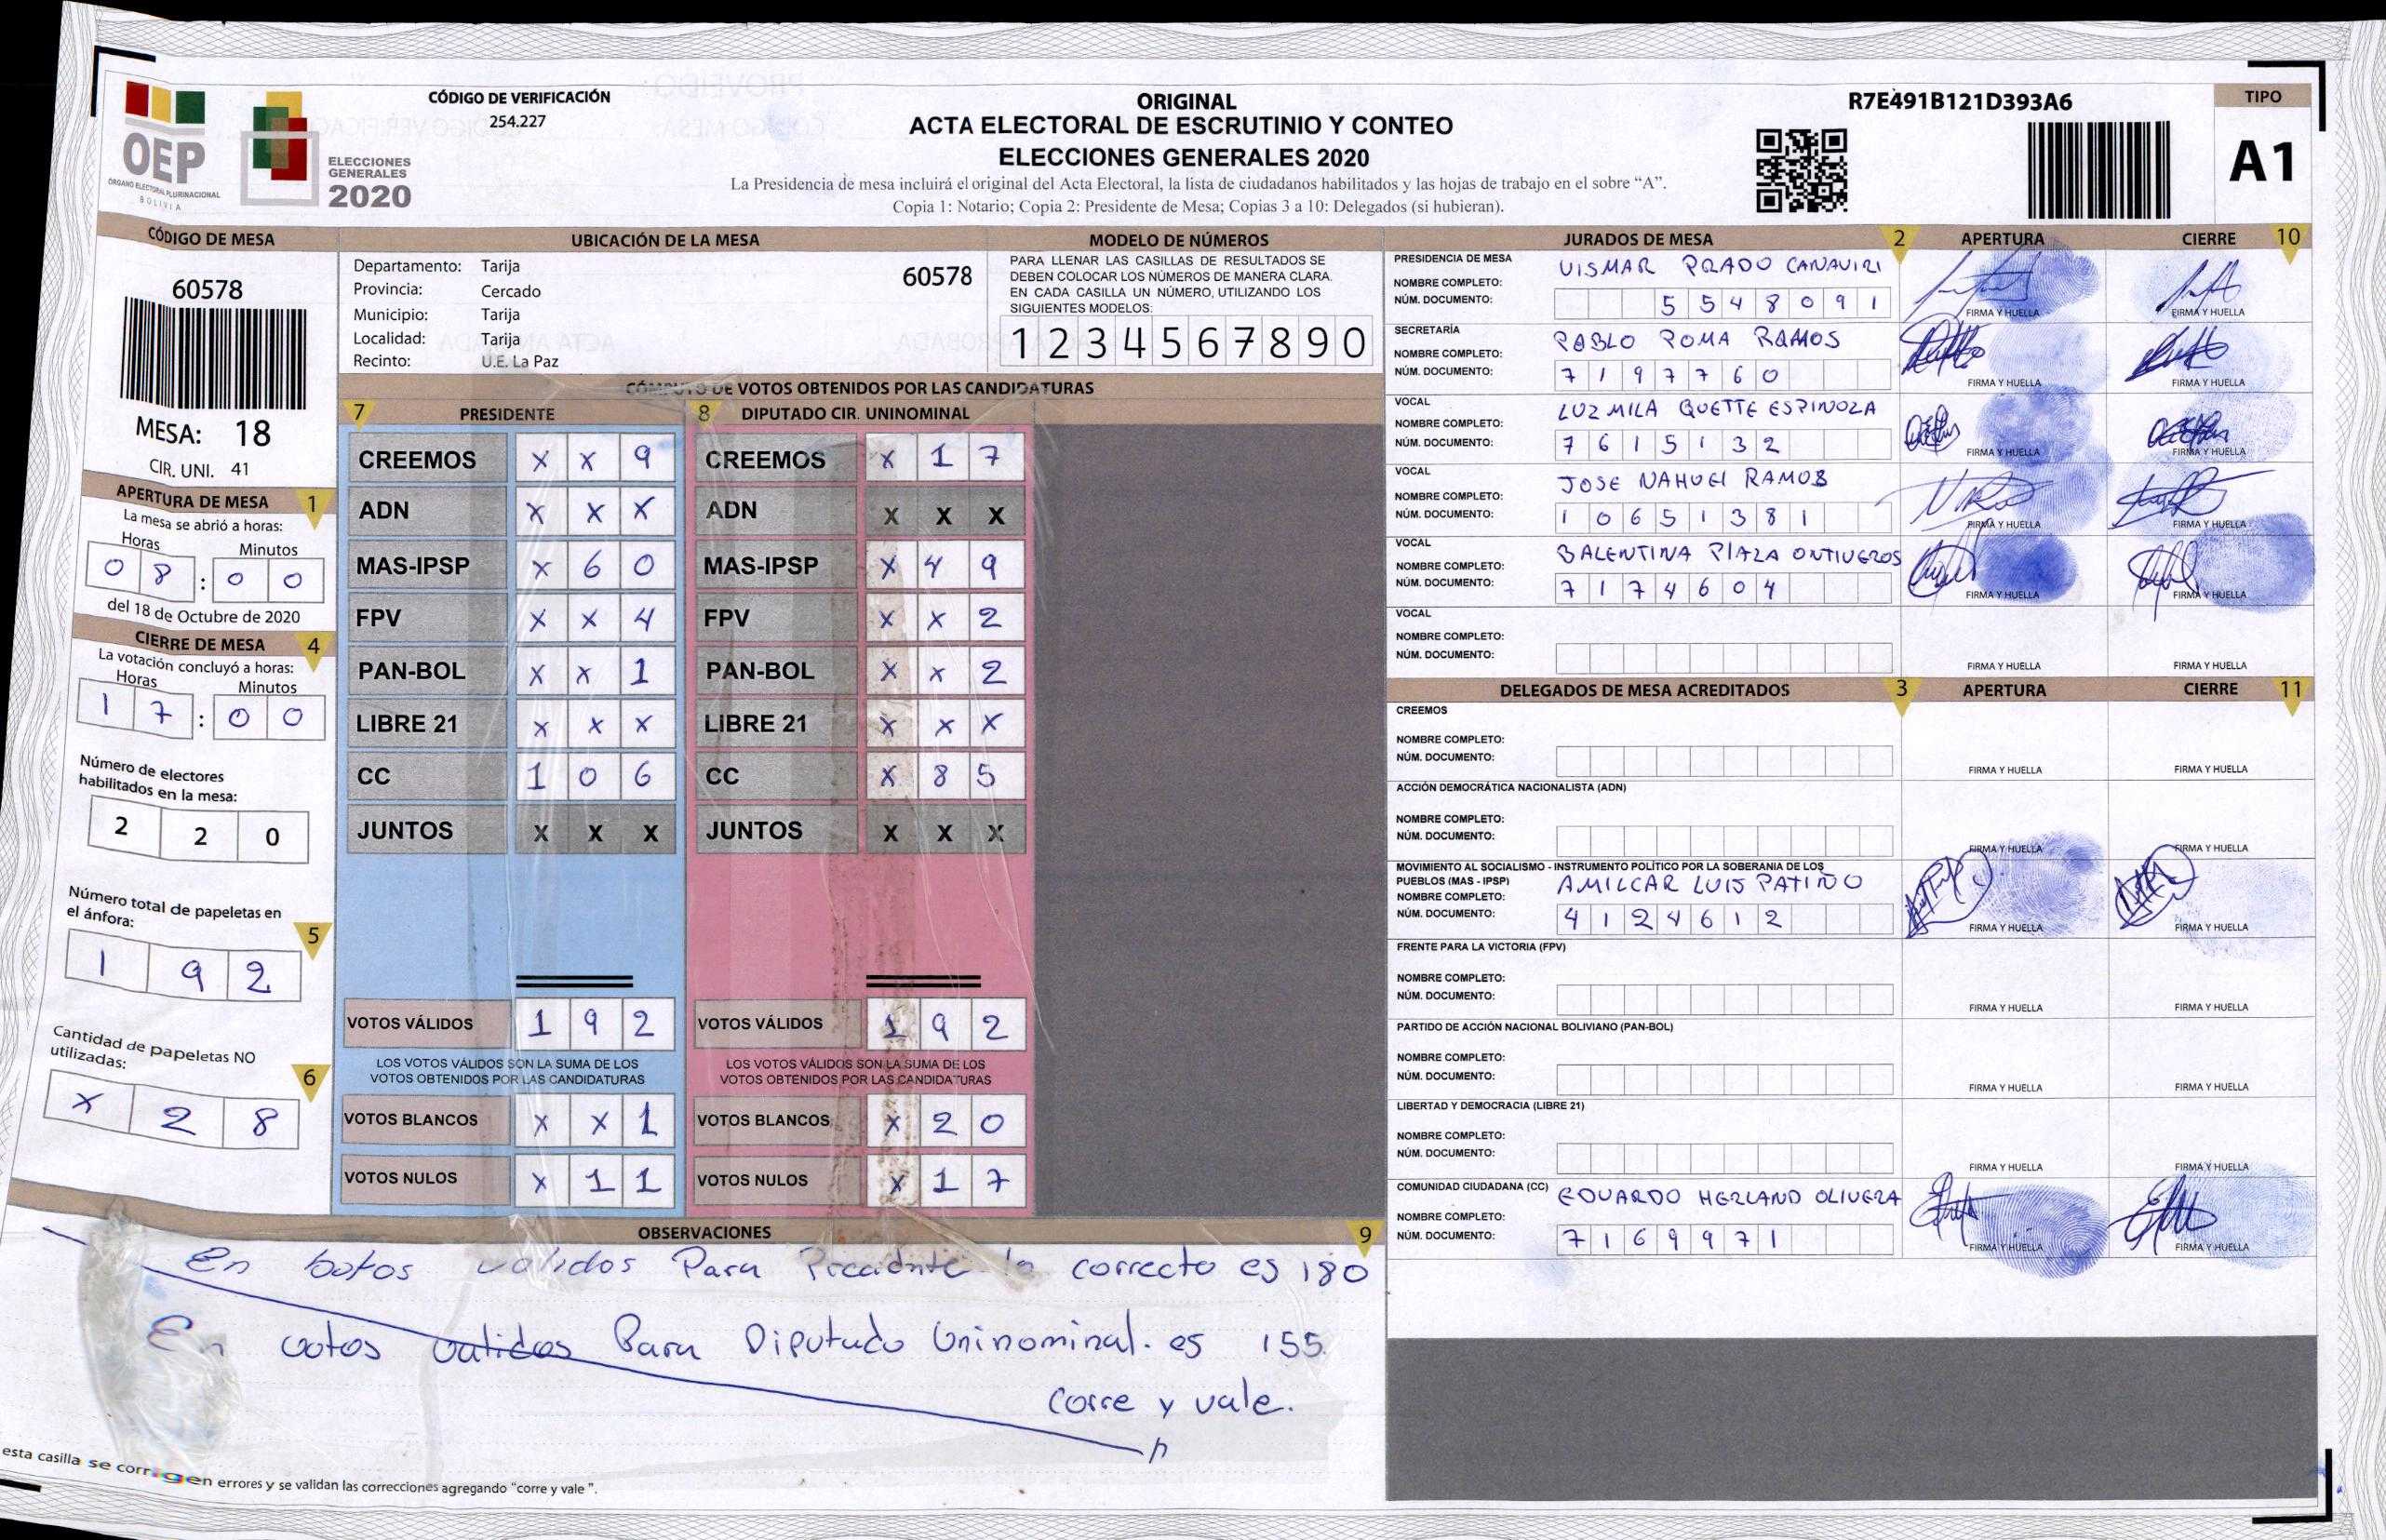 CÓDIGO DE VERIFICACIÓN
254.227
OEP
ÓRGANO ELECTORAL PLURINACIONAL
BOLIVIA
ELECCIONES
GENERALES
2020
ORIGINAL
ACTA ELECTORAL DE ESCRUTINIO Y CONTEO
ELECCIONES GENERALES 2020
La Presidencia de mesa incluirá el original del Acta Electoral, la lista de ciudadanos habilitados y las hojas de trabajo en el sobre “A”.
Copia 1: Notario; Copia 2: Presidente de Mesa; Copias 3 a 10: Delegados (si hubieran).
R7E491B121D393A6
TIPO
A1
CÓDIGO DE MESA
60578
MESA: 18
CIR. UNI. 41
APERTURA DE MESA 1
La mesa se abrió a horas:
Horas Minutos
0 8 : 0 0
del 18 de Octubre de 2020
CIERRE DE MESA 4
La votación concluyó a horas:
Horas Minutos
1 7 : 0 0
Número de electores
habilitados en la mesa:
2 2 0
Número total de papeletas en
el ánfora:
5
1 9 2
Cantidad de papeletas NO
utilizadas:
6
x 2 8
UBICACIÓN DE LA MESA
Departamento: Tarija
60578
Provincia: Cercado
Municipio: Tarija
Localidad: Tarija
Recinto: U.E. La Paz
MODELO DE NÚMEROS
PARA LLENAR LAS CASILLAS DE RESULTADOS SE
DEBEN COLOCAR LOS NÚMEROS DE MANERA CLARA.
EN CADA CASILLA UN NÚMERO, UTILIZANDO LOS
SIGUIENTES MODELOS:
1 2 3 4 5 6 7 8 9 0
CÓMPUTO DE VOTOS OBTENIDOS POR LAS CANDIDATURAS
7 PRESIDENTE
CREEMOS x x 9
ADN x x x
MAS-IPSP x 6 0
FPV x x 4
PAN-BOL x x 1
LIBRE 21 x x x
CC 1 0 6
JUNTOS X X X
VOTOS VÁLIDOS 1 9 2
LOS VOTOS VÁLIDOS SON LA SUMA DE LOS
VOTOS OBTENIDOS POR LAS CANDIDATURAS
VOTOS BLANCOS x x 1
VOTOS NULOS x 1 1
8 DIPUTADO CIR. UNINOMINAL
CREEMOS x 1 7
ADN X X X
MAS-IPSP x 4 9
FPV x x 2
PAN-BOL x x 2
LIBRE 21 x x x
CC x 8 5
JUNTOS X X X
VOTOS VÁLIDOS 1 9 2
LOS VOTOS VÁLIDOS SON LA SUMA DE LOS
VOTOS OBTENIDOS POR LAS CANDIDATURAS
VOTOS BLANCOS x 2 0
VOTOS NULOS x 1 7
OBSERVACIONES 9
En botos validos Para Precidnte lo correcto es 180
En votos validos Para Diputado Uninominal. es 155
corre y vale.
esta casilla se corrigen errores y se validan las correcciones agregando “corre y vale”.
JURADOS DE MESA 2 APERTURA CIERRE 10
PRESIDENCIA DE MESA
NOMBRE COMPLETO: VISMAR PRADO CANAVIRI
NÚM. DOCUMENTO: 5 5 4 8 0 9 1
FIRMA Y HUELLA FIRMA Y HUELLA
SECRETARÍA
NOMBRE COMPLETO: PABLO ROMA RAMOS
NÚM. DOCUMENTO: 7 1 9 7 7 6 0
FIRMA Y HUELLA FIRMA Y HUELLA
VOCAL
NOMBRE COMPLETO: LUZ MILA QUETTE ESPINOZA
NÚM. DOCUMENTO: 7 6 1 5 1 3 2
FIRMA Y HUELLA FIRMA Y HUELLA
VOCAL
NOMBRE COMPLETO: JOSE NAHUEl RAMOS
NÚM. DOCUMENTO: 1 0 6 5 1 3 8 1
FIRMA Y HUELLA FIRMA Y HUELLA
VOCAL
NOMBRE COMPLETO: BALENTINA PlAZA ONTIVEROS
NÚM. DOCUMENTO: 7 1 7 4 6 0 4
FIRMA Y HUELLA FIRMA Y HUELLA
VOCAL
NOMBRE COMPLETO:
NÚM. DOCUMENTO:
FIRMA Y HUELLA FIRMA Y HUELLA
DELEGADOS DE MESA ACREDITADOS 3 APERTURA CIERRE 11
CREEMOS
NOMBRE COMPLETO:
NÚM. DOCUMENTO:
FIRMA Y HUELLA FIRMA Y HUELLA
ACCIÓN DEMOCRÁTICA NACIONALISTA (ADN)
NOMBRE COMPLETO:
NÚM. DOCUMENTO:
FIRMA Y HUELLA FIRMA Y HUELLA
MOVIMIENTO AL SOCIALISMO - INSTRUMENTO POLÍTICO POR LA SOBERANIA DE LOS
PUEBLOS (MAS - IPSP)
NOMBRE COMPLETO: AMILCAR LUIS PATIÑO
NÚM. DOCUMENTO: 4 1 2 4 6 1 2
FIRMA Y HUELLA FIRMA Y HUELLA
FRENTE PARA LA VICTORIA (FPV)
NOMBRE COMPLETO:
NÚM. DOCUMENTO:
FIRMA Y HUELLA FIRMA Y HUELLA
PARTIDO DE ACCIÓN NACIONAL BOLIVIANO (PAN-BOL)
NOMBRE COMPLETO:
NÚM. DOCUMENTO:
FIRMA Y HUELLA FIRMA Y HUELLA
LIBERTAD Y DEMOCRACIA (LIBRE 21)
NOMBRE COMPLETO:
NÚM. DOCUMENTO:
FIRMA Y HUELLA FIRMA Y HUELLA
COMUNIDAD CIUDADANA (CC)
NOMBRE COMPLETO: EDUARDO HERLAND OLIVERA
NÚM. DOCUMENTO: 7 1 6 9 9 7 1
FIRMA Y HUELLA FIRMA Y HUELLA